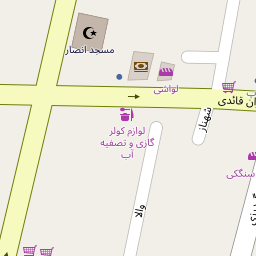 مسجد انصار
لواشی
ان قائدی
لوازم کولر
گازی و تصفیه
آب
شهناز
سنگکی
والا